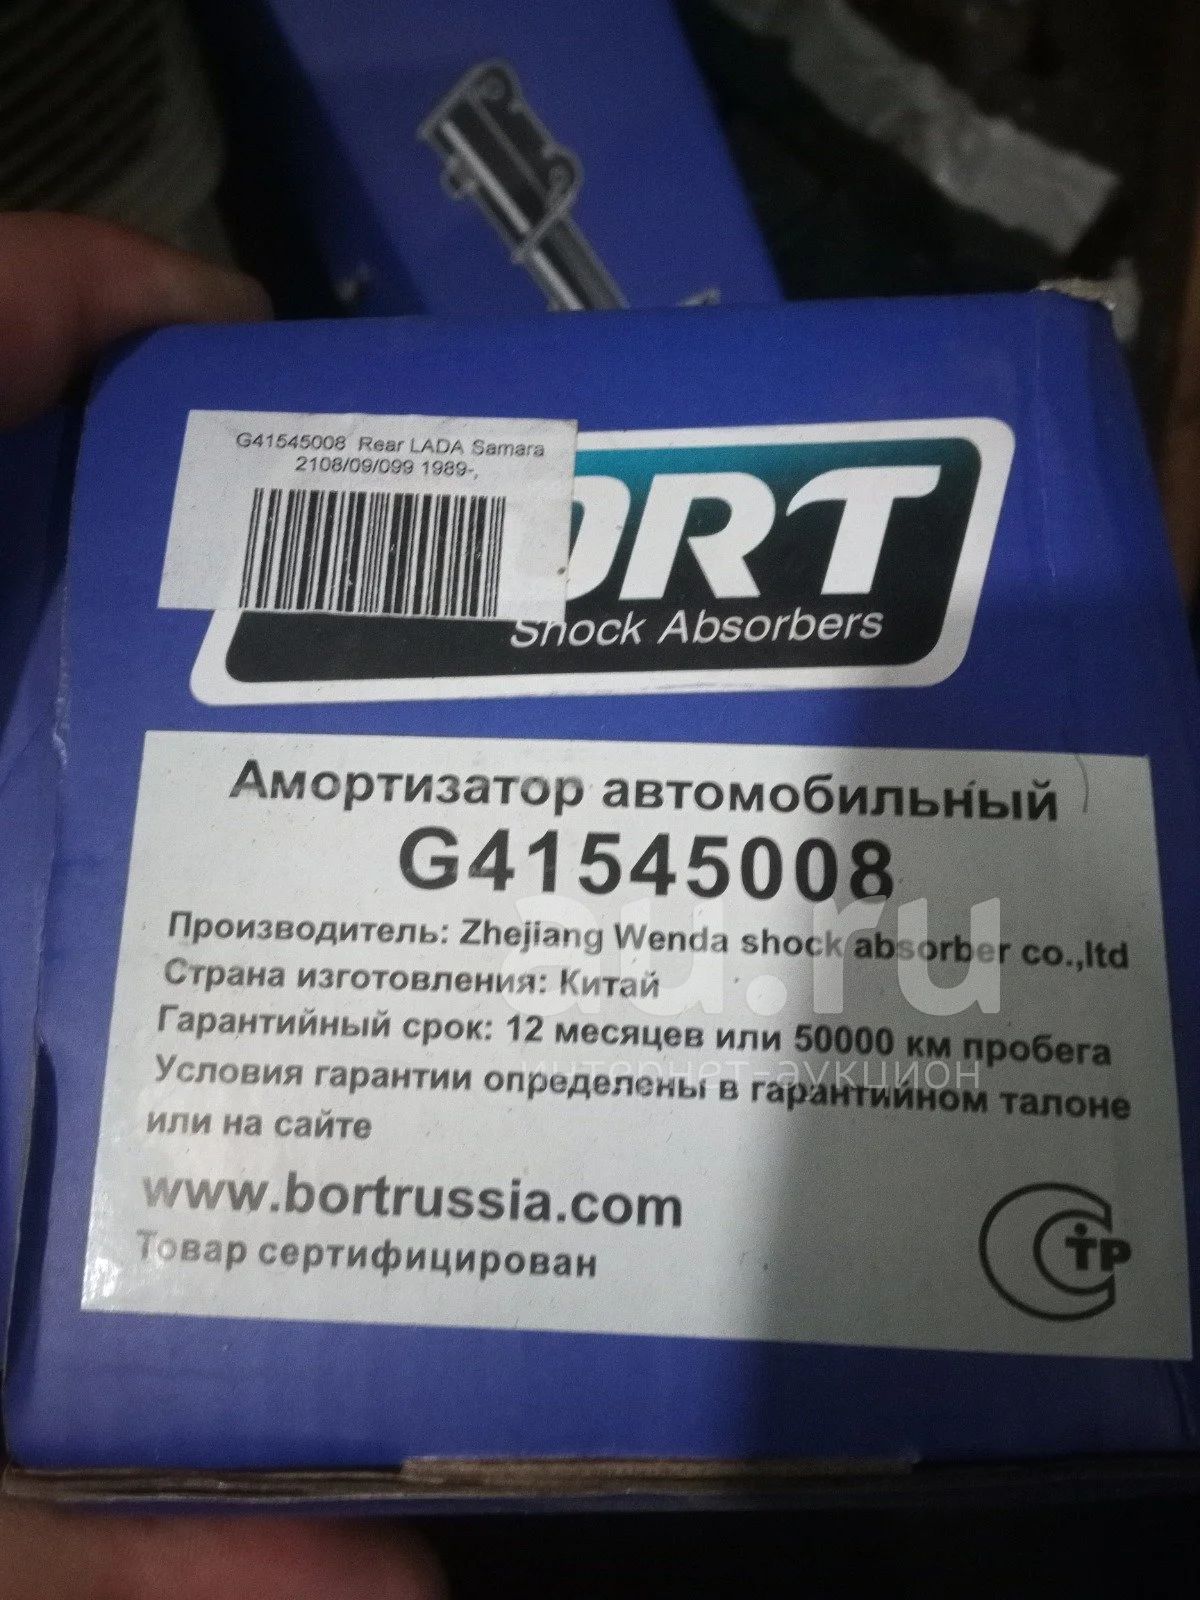 G41545008 Rear LADA Samara
2108/09/099 1989-,
ORT
Shock Absorbers
Амортизатор автомобильный
G41545008
Производитель: Zhejiang Wenda shock absorber co.,ltd
Страна изготовления: Китай
Гарантийный срок: 12 месяцев или 50000 км пробега
Условия гарантии определены в гарантийном талоне
или на сайте
www.bortrussia.com
Товар сертифицирован
СТР
au.ru
интернет-аукцион